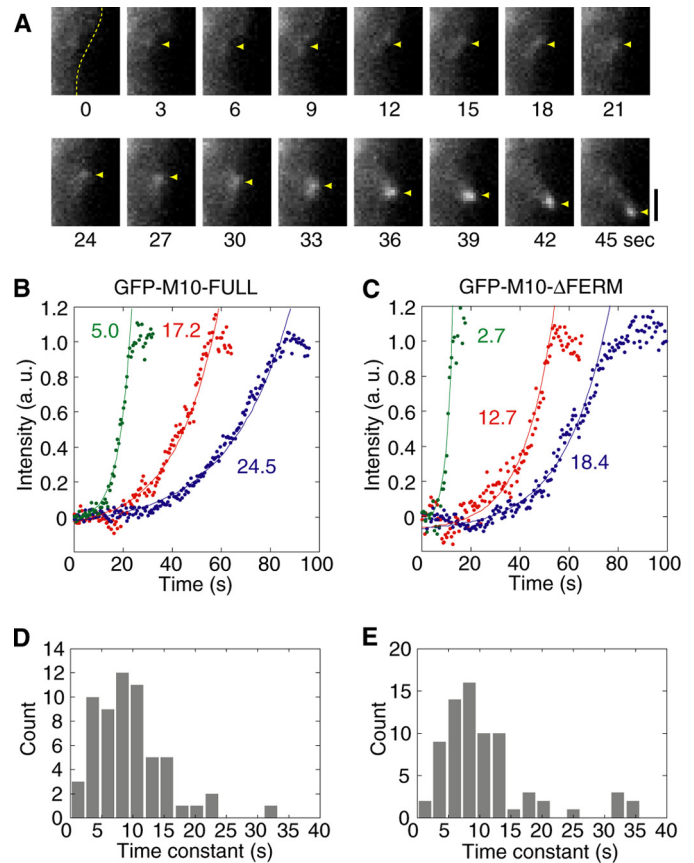 A
0 3 6 9 12 15 18 21
24 27 30 33 36 39 42 45 sec
B GFP-M10-FULL
1.2
1.0
0.8
0.6
0.4
0.2
0
Intensity (a. u.)
5.0 17.2
24.5
0 20 40 60 80 100
Time (s)
C GFP-M10-ΔFERM
1.2
1.0
0.8
0.6
0.4
0.2
0
Intensity (a. u.)
2.7
12.7
18.4
0 20 40 60 80 100
Time (s)
D
14
12
10
8
6
4
2
0
Count
0 5 10 15 20 25 30 35 40
Time constant (s)
E
20
15
10
5
0
Count
0 5 10 15 20 25 30 35 40
Time constant (s)